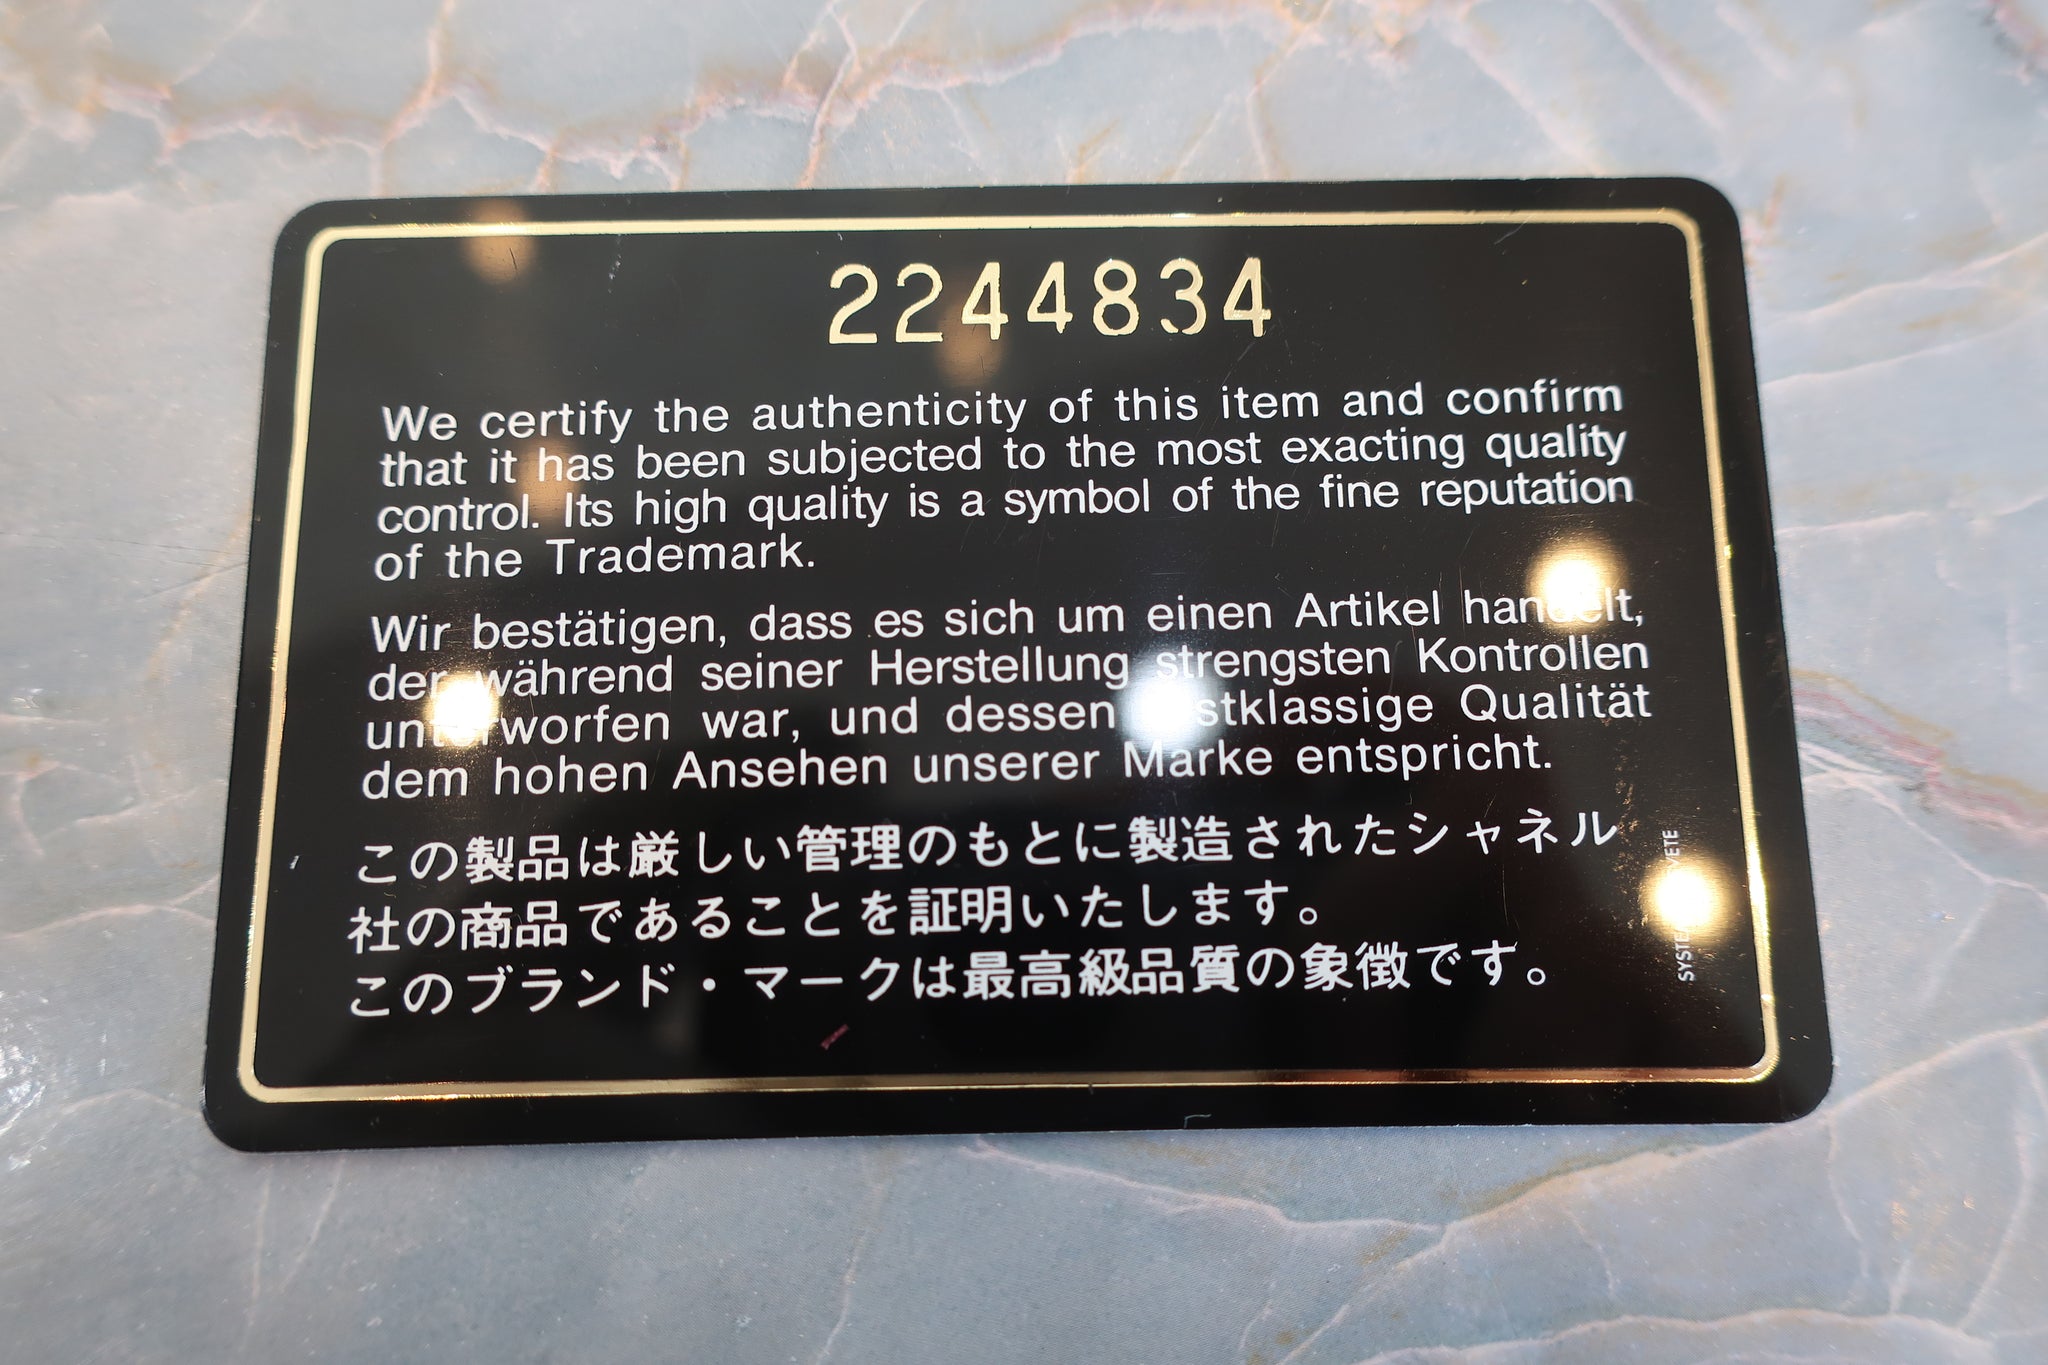 2244834
We certify the authenticity of this item and confirm
that it has been subjected to the most exacting quality
control. Its high quality is a symbol of the fine reputation
of the Trademark.
Wir bestätigen, dass es sich um einen Artikel handelt,
der während seiner Herstellung strengsten Kontrollen
unterworfen war, und dessen Qualität
dem hohen Ansehen unserer Marke entspricht.
この製品は厳しい管理のもとに製造されたシャネル
社の商品であることを証明いたします。
このブランド・マークは最高級品質の象徴です。